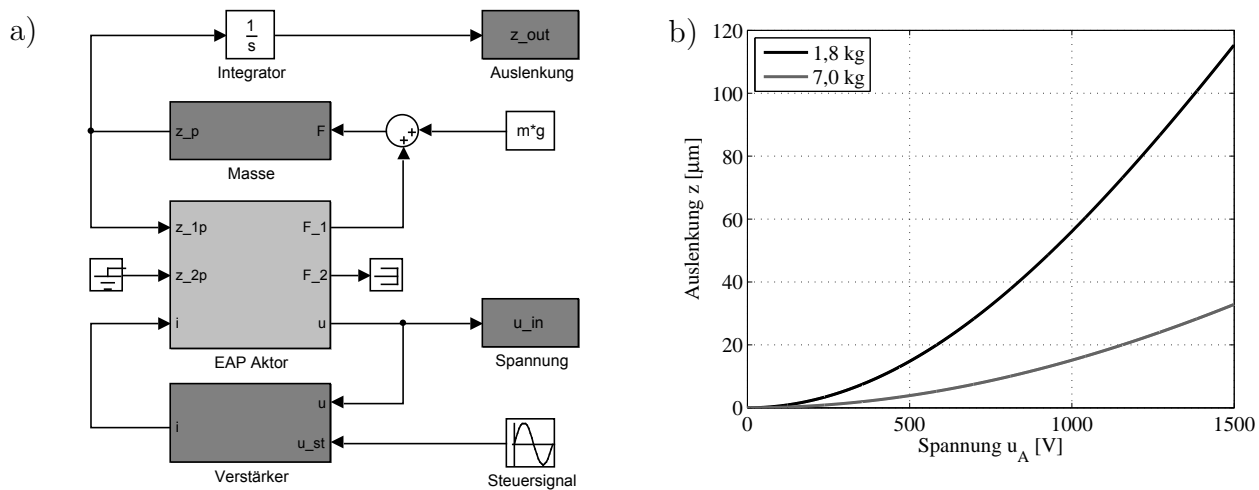 a)
1
s
Integrator
z_out
Auslenkung
z_p
F
Masse
+
+
m*g
z_1p
z_2p
i
F_1
F_2
u
EAP Aktor
u_in
Spannung
i
u
u_st
Verstärker
Steuersignal
b)
1,8 kg
7,0 kg
120
100
80
60
40
20
0
0
500
1000
1500
Auslenkung z [µm]
Spannung u_A [V]